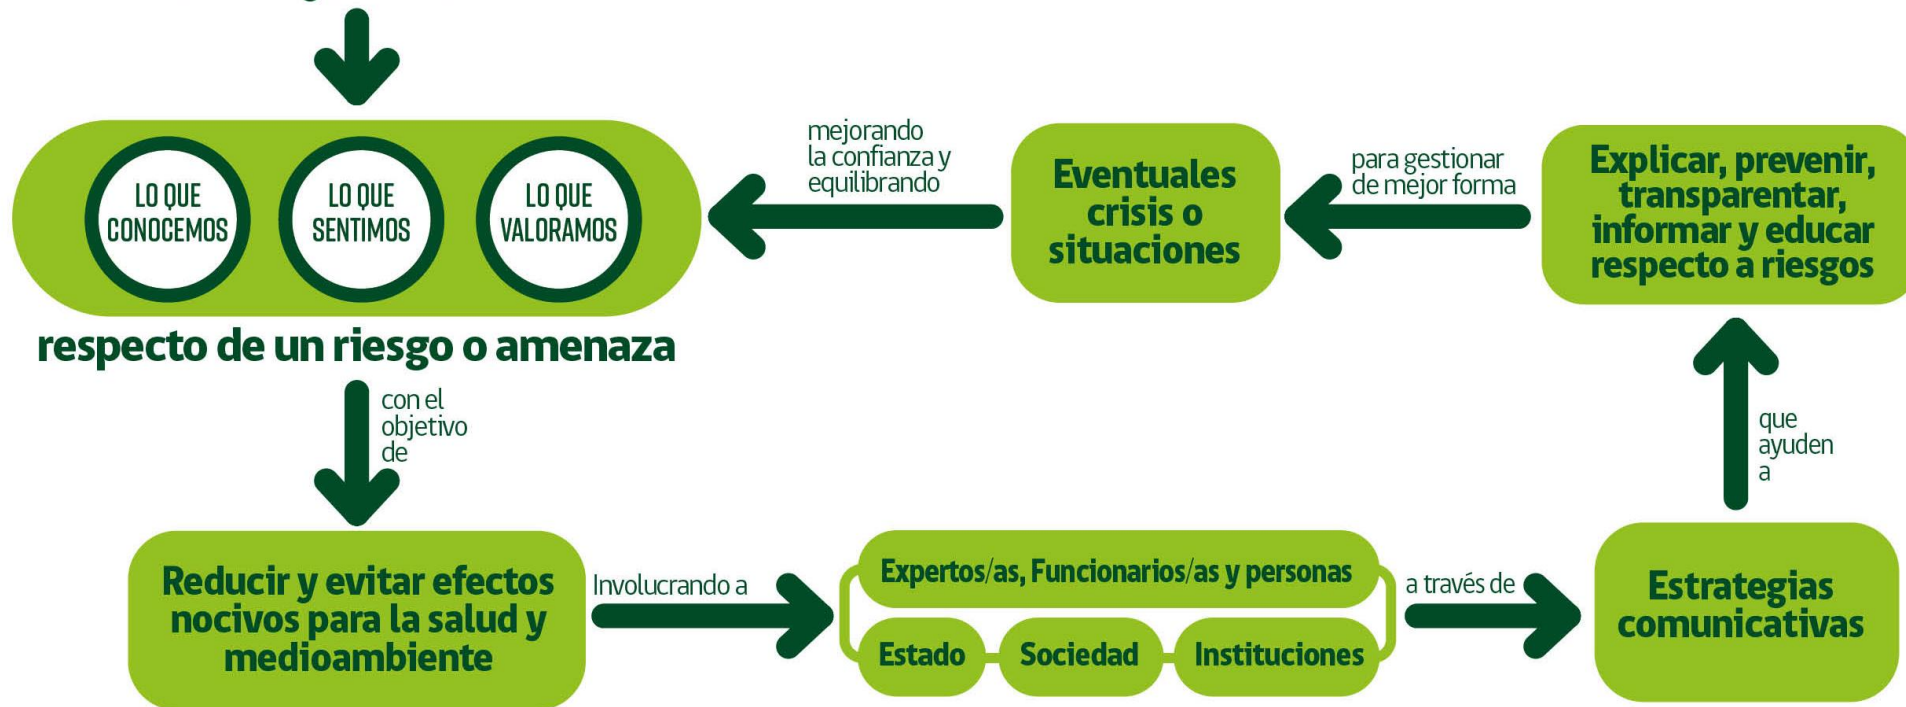 LO QUE
CONOCEMOS
LO QUE
SENTIMOS
LO QUE
VALORAMOS
respecto de un riesgo o amenaza
con el
objetivo
de
Reducir y evitar efectos
nocivos para la salud y
medioambiente
Involucrando a
Expertos/as, Funcionarios/as y personas
Estado
Sociedad
Instituciones
a través de
Estrategias
comunicativas
que
ayuden
a
Explicar, prevenir,
transparentar,
informar y educar
respecto a riesgos
para gestionar
de mejor forma
Eventuales
crisis o
situaciones
mejorando
la confianza y
equilibrando